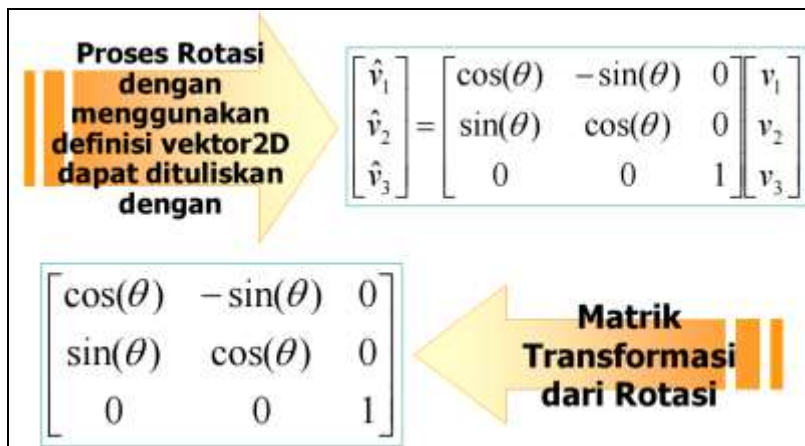 Proses Rotasi
dengan
menggunakan
definisi vektor2D
dapat dituliskan
dengan
[v̂₁] = [cos(θ) −sin(θ) 0] [v₁]
[v̂₂] = [sin(θ) cos(θ) 0] [v₂]
[v̂₃] = [0 0 1] [v₃]
[cos(θ) −sin(θ) 0]
[sin(θ) cos(θ) 0]
[0 0 1]
Matrik
Transformasi
dari Rotasi